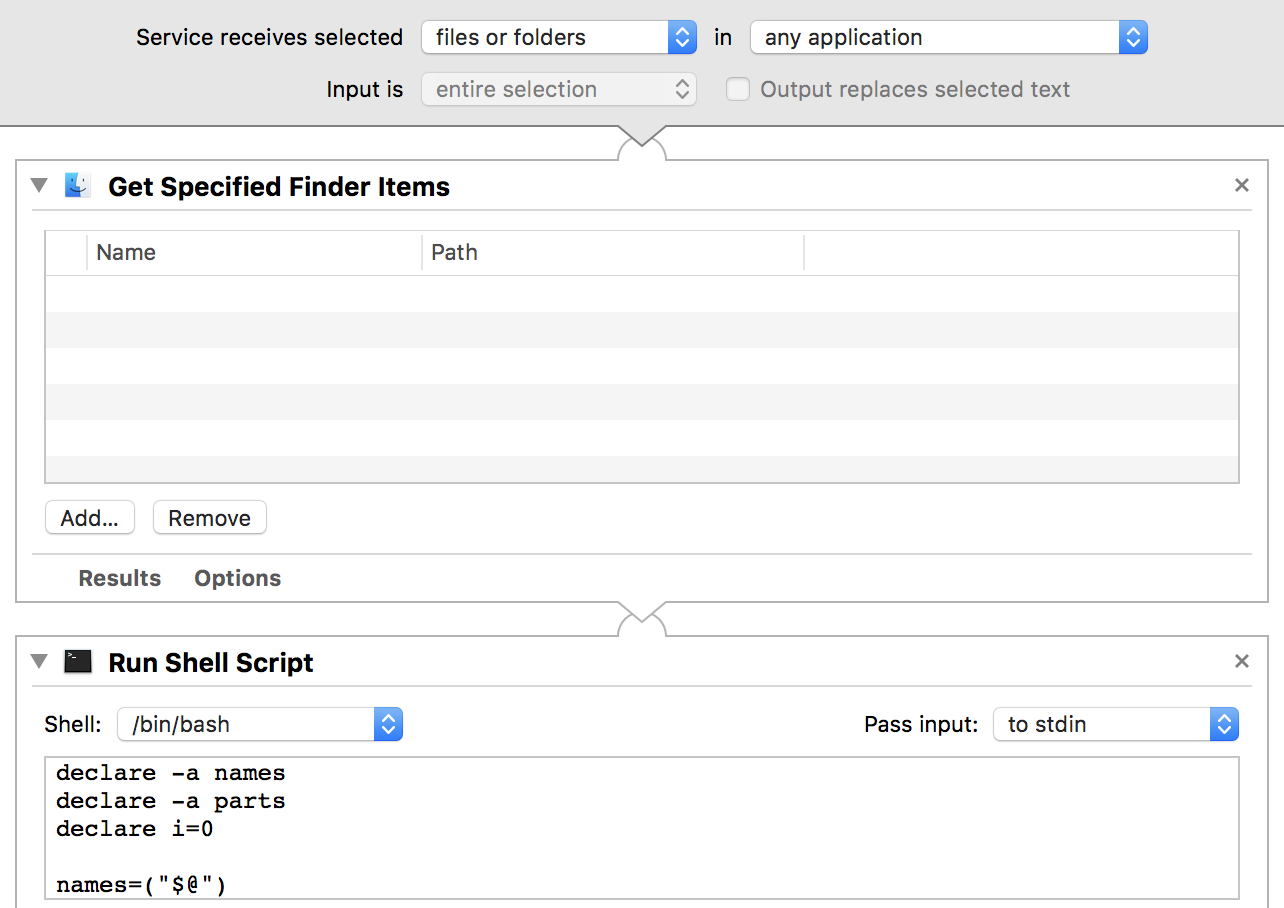 Service receives selected files or folders in any application
Input is entire selection Output replaces selected text
Get Specified Finder Items
Name Path
Add... Remove
Results Options
Run Shell Script
Shell: /bin/bash Pass input: to stdin
declare -a names
declare -a parts
declare i=0
names=("$@")